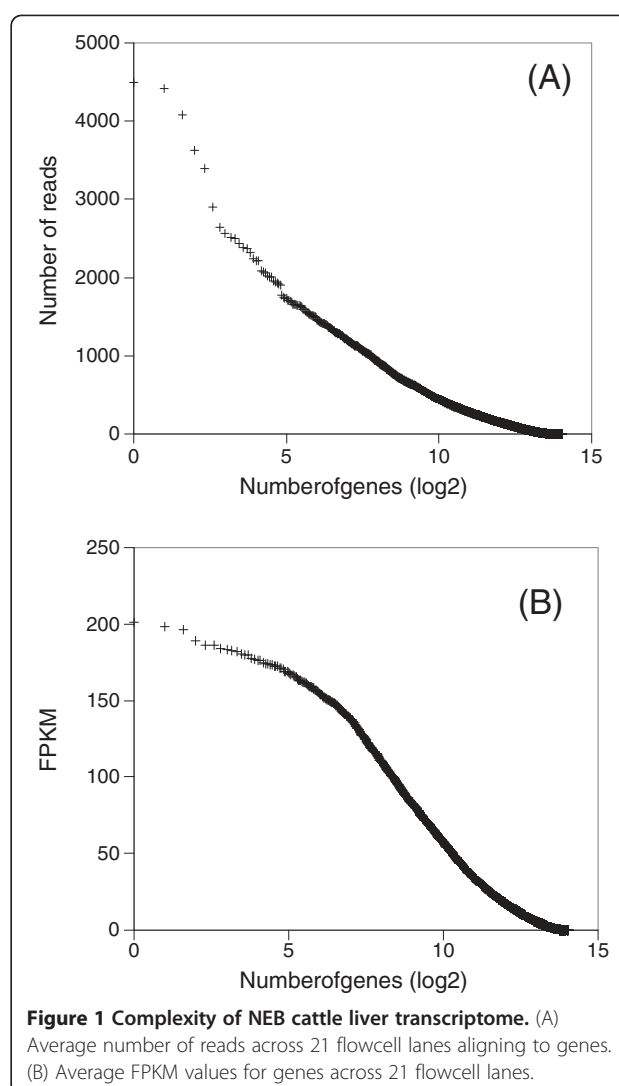 5000
(A)
4000
3000
Number of reads
2000
1000
0
0 5 10 15
Numberofgenes (log2)
250
(B)
200
150
FPKM
100
50
0
0 5 10 15
Numberofgenes (log2)
Figure 1 Complexity of NEB cattle liver transcriptome. (A)
Average number of reads across 21 flowcell lanes aligning to genes.
(B) Average FPKM values for genes across 21 flowcell lanes.